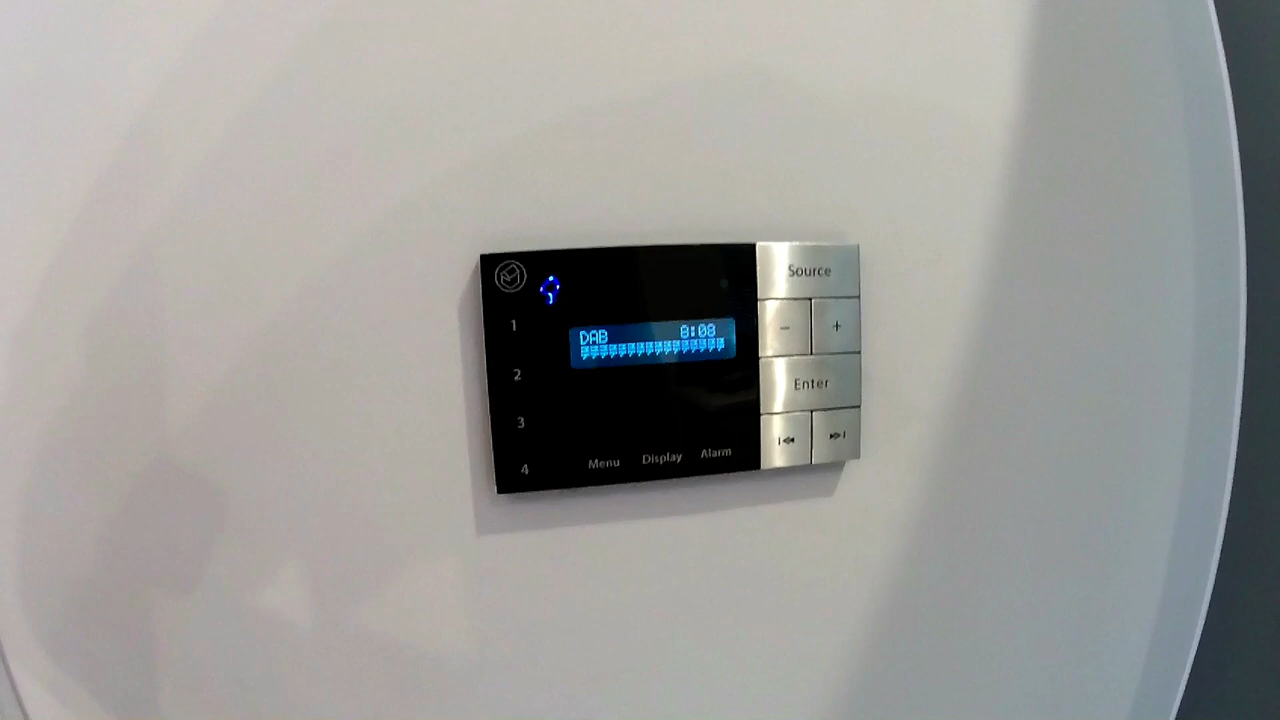 Source
1
DAB 8:08
- +
2
Enter
3
4
Menu Display Alarm